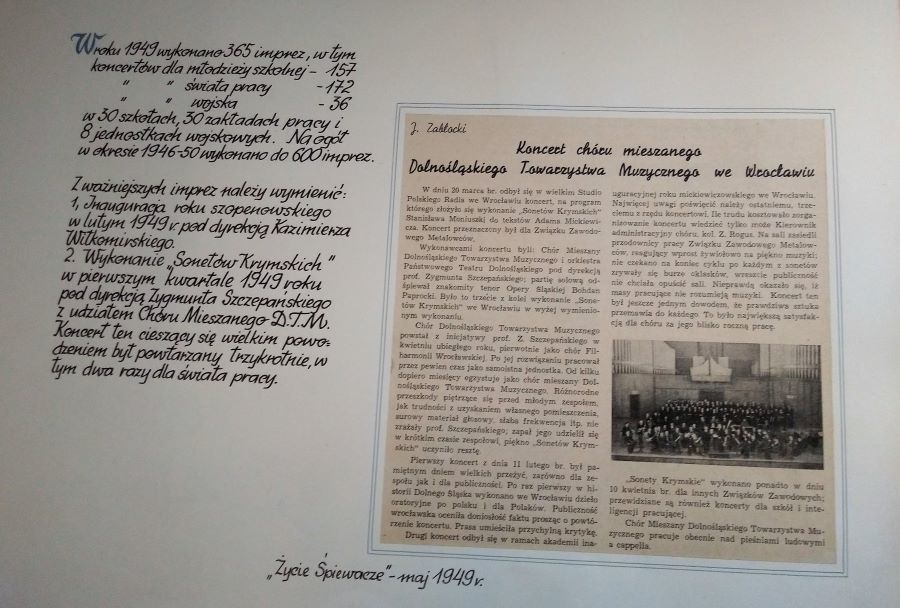 W roku 1949 wykonano 365 imprez, w tym
koncertów dla młodzieży szkolnej - 157
" " świata pracy - 172
" " wojska - 36
w 30 szkołach, 30 zakładach pracy i
8 jednostkach wojskowych. Na ogół
w okresie 1946-50 wykonano do 600 imprez.
Z ważniejszych imprez należy wymienić:
1, Inauguracja roku szopenowskiego
w lutym 1949 r pod dyrekcją Kazimierza
Wiłkomirskiego.
2. Wykonanie „Sonetów Krymskich"
w pierwszym kwartale 1949 roku
pod dyrekcją Zygmunta Szczepańskiego
z udziałem Chóru Mieszanego D.T.M.
Koncert ten cieszący się wielkim powo-
dzeniem był powtarzany trzykrotnie, w
tym dwa razy dla świata pracy.
J. Zabłocki
Koncert chóru mieszanego
Dolnośląskiego Towarzystwa Muzycznego we Wrocławiu
W dniu 20 marca br. odbył się w wielkim Studio
Polskiego Radia we Wrocławiu koncert, na program
którego złożyło się wykonanie „Sonetów Krymskich"
Stanisława Moniuszki do tekstów Adama Mickiewi-
cza. Koncert przeznaczony był dla Związku Zawodo-
wego Metalowców.
Wykonawcami koncertu byli: Chór Mieszany
Dolnośląskiego Towarzystwa Muzycznego i orkiestra
Państwowego Teatru Dolnośląskiego pod dyrekcją
prof. Zygmunta Szczepańskiego; partię solową od-
śpiewał znakomity tenor Opery Śląskiej Bohdan
Paprocki. Było to trzecie z kolei wykonanie „Sone-
tów Krymskich" we Wrocławiu w wyżej wymienio-
nym wykonaniu.
Chór Dolnośląskiego Towarzystwa Muzycznego
powstał z inicjatywy prof. Z. Szczepańskiego w
kwietniu ubiegłego roku, pierwotnie jako chór Fil-
harmonii Wrocławskiej. Po jej rozwiązaniu pracował
przez pewien czas jako samoistna jednostka. Od kilku
dopiero miesięcy egzystuje jako chór mieszany Dol-
nośląskiego Towarzystwa Muzycznego. Różnorodne
przeszkody piętrzące się przed młodym zespołem,
jak trudności z uzyskaniem własnego pomieszczenia,
surowy materiał głosowy, słaba frekwencja itp. nie
zrażały prof. Szczepańskiego; zapał jego udzielił się
w krótkim czasie zespołowi, piękno „Sonetów Krym-
skich" uczyniło resztę.
Pierwszy koncert z dnia 11 lutego br. był pa-
miętnym dniem wielkich przeżyć, zarówno dla ze-
społu jak i dla publiczności. Po raz pierwszy w hi-
storii Dolnego Śląska wykonano we Wrocławiu dzieło
oratoryjne po polsku i dla Polaków. Publiczność
wrocławska oceniła doniosłość faktu prosząc o powtó-
rzenie koncertu. Prasa umieściła przychylną krytykę.
Drugi koncert odbył się w ramach akademii ina-
uguracyjnej roku mickiewiczowskiego we Wrocławiu.
Najwięcej uwagi poświęcić należy ostatniemu, trze-
ciemu z rzędu koncertowi. Ile trudu kosztowało zorga-
nizowanie koncertu wiedzieć tylko może Kierownik
administracyjny chóru, kol. Z. Rogus. Na sali zasiedli
przodownicy pracy Związku Zawodowego Metalow-
ców, reagujący wprost żywiołowo na piękno muzyki;
nie czekano na koniec cyklu po każdym z sonetów
zrywały się burze oklasków, wreszcie publiczność
nie chciała opuścić sali. Nieprawdą okazało się, iż
masy pracujące nie rozumieją muzyki. Koncert ten
był jeszcze jednym dowodem, że prawdziwa sztuka
przemawia do każdego. To było największą satysfak-
cją dla chóru za jego blisko roczną pracę.
„Sonety Krymskie" wykonano ponadto w dniu
10 kwietnia br. dla innych Związków Zawodowych;
przewidziane są również koncerty dla szkół i inte-
ligencji pracującej.
Chór Mieszany Dolnośląskiego Towarzystwa Mu-
zycznego pracuje obecnie nad pieśniami ludowymi
a cappella.
„Życie Śpiewacze" - maj 1949 r.